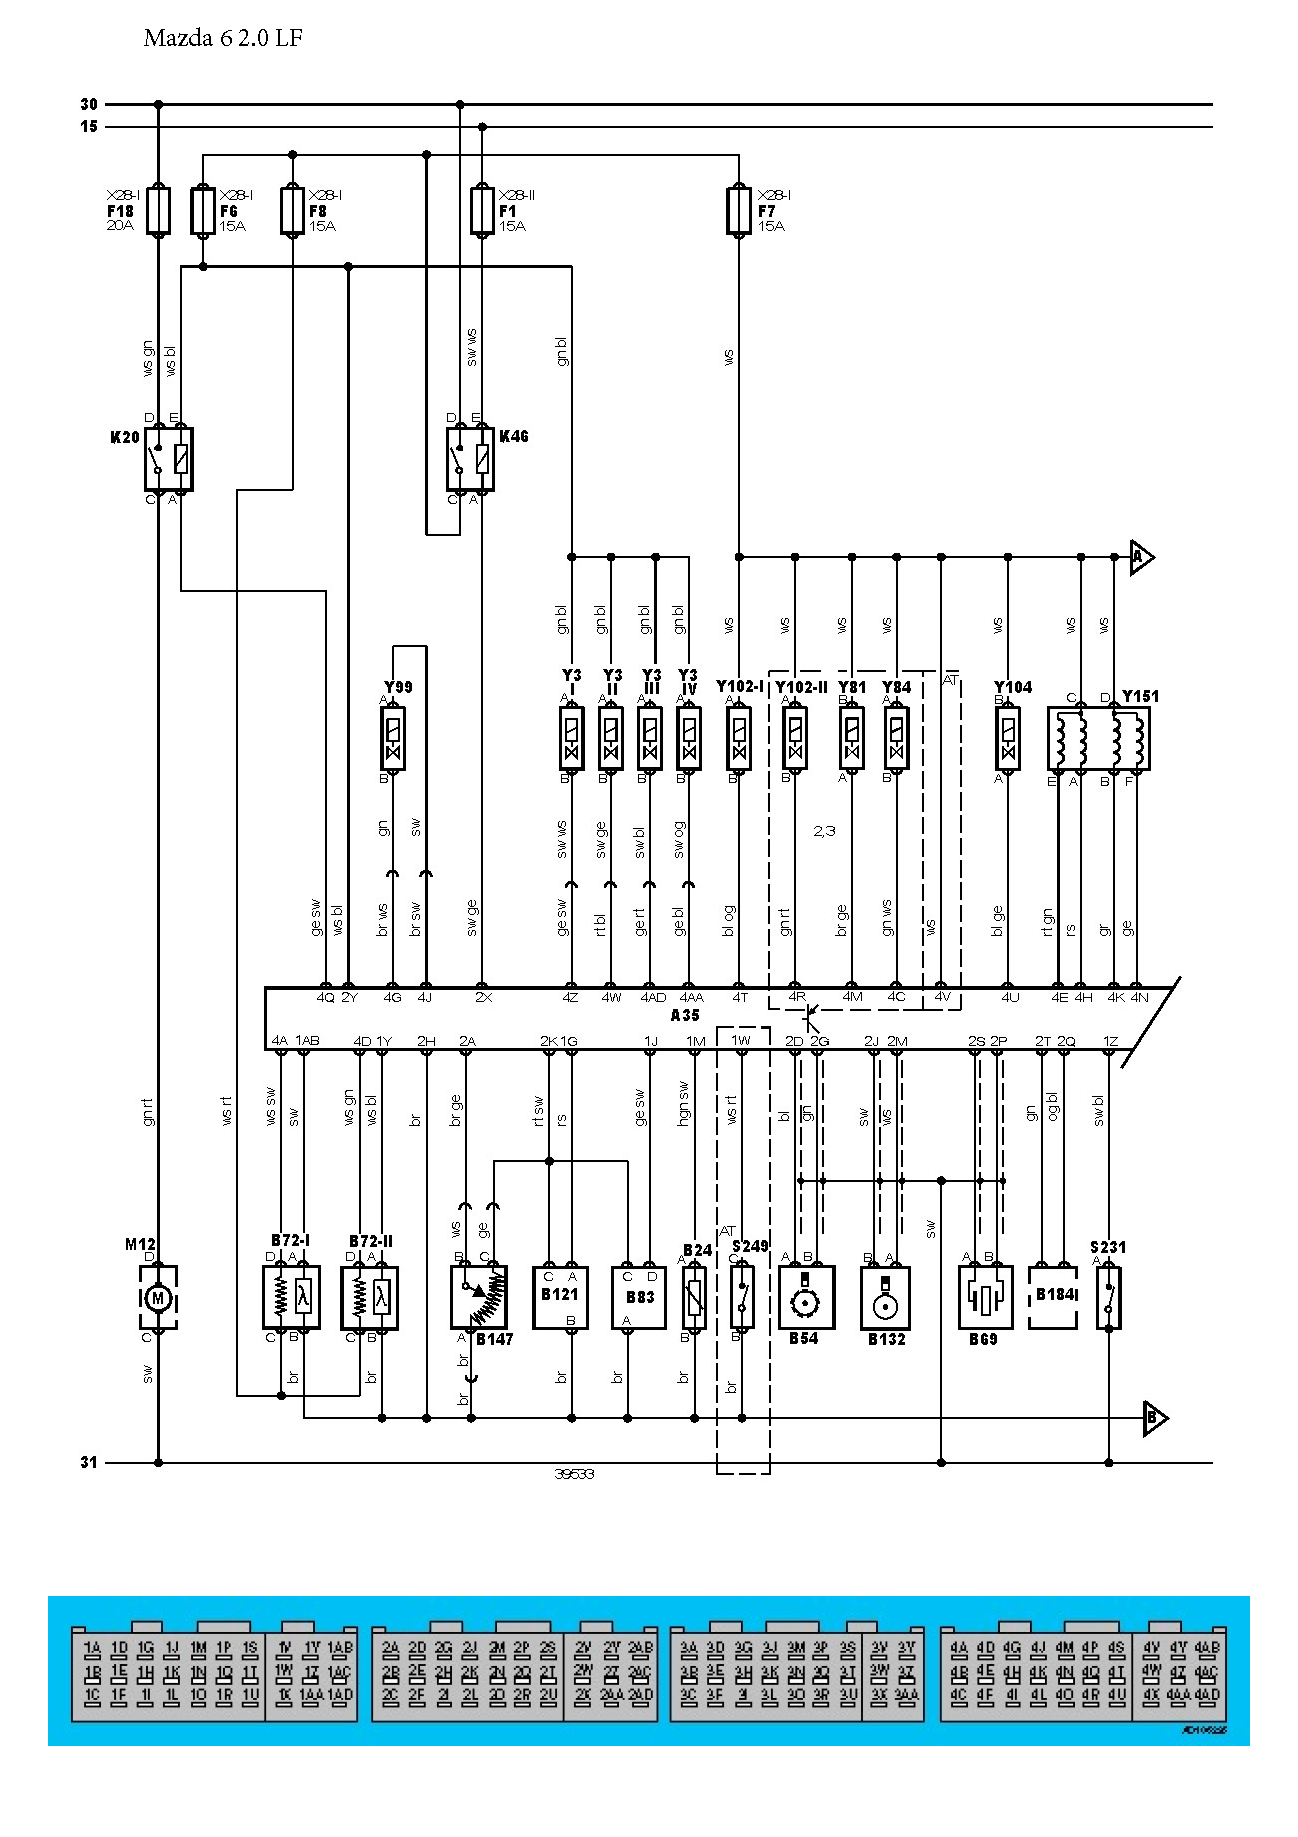 Mazda 6 2.0 LF
30
15
X28-I X28-I X28-I X28-II X28-I
F18 F6 F8 F1 F7
20A 15A 15A 15A 15A
ws gn ws bl sw ws gn bl ws
D E D E
K20 K46
C A C A
gn bl gn bl gn bl gn bl ws ws ws ws ws ws ws
Y99 Y3 I Y3 II Y3 III Y3 IV Y102-I Y102-II Y81 Y84 AT Y104 Y151
A A A A A A A B A B C D
B B B B B B B A B A E A B F
gn sw sw ws sw ge sw bl sw og 2,3
ge sw ws bl br ws br sw sw ge ge sw rt bl ge rt ge bl bl og gn rt br ge gn ws ws bl ge rt gn rs gr ge
4Q 2Y 4G 4J 2X 4Z 4W 4AD 4AA 4T 4R 4M 4C 4V 4U 4E 4H 4K 4N
A35
4A 1AB 4D 1Y 2H 2A 2K 1G 1J 1M 1W 2D 2G 2J 2M 2S 2P 2T 2Q 1Z
gn rt ws rt ws sw sw ws gn ws bl br br ge rt sw rs ge sw hgn sw ws rt bl gn sw ws gn og bl sw bl
ws ge AT sw
M12 B72-I B72-II B24 S249 S231
D D A D A B C A C A B B A A B A
M λ λ C A B121 B C D B83 A B184
C C B C B A B147 B B B54 B132 B69
sw br br br br br br br br
B
A
31
39533
1A 1D 1G 1J 1M 1P 1S 1V 1Y 1AB
1B 1E 1H 1K 1N 1Q 1T 1W 1Z 1AC
1C 1F 1I 1L 1O 1R 1U 1X 1AA 1AD
2A 2D 2G 2J 2M 2P 2S 2V 2Y 2AB
2B 2E 2H 2K 2N 2Q 2T 2W 2Z 2AC
2C 2F 2I 2L 2O 2R 2U 2X 2AA 2AD
3A 3D 3G 3J 3M 3P 3S 3V 3Y
3B 3E 3H 3K 3N 3Q 3T 3W 3Z
3C 3F 3I 3L 3O 3R 3U 3X 3AA
4A 4D 4G 4J 4M 4P 4S 4V 4Y 4AB
4B 4E 4H 4K 4N 4Q 4T 4W 4Z 4AC
4C 4F 4I 4L 4O 4R 4U 4X 4AA 4AD